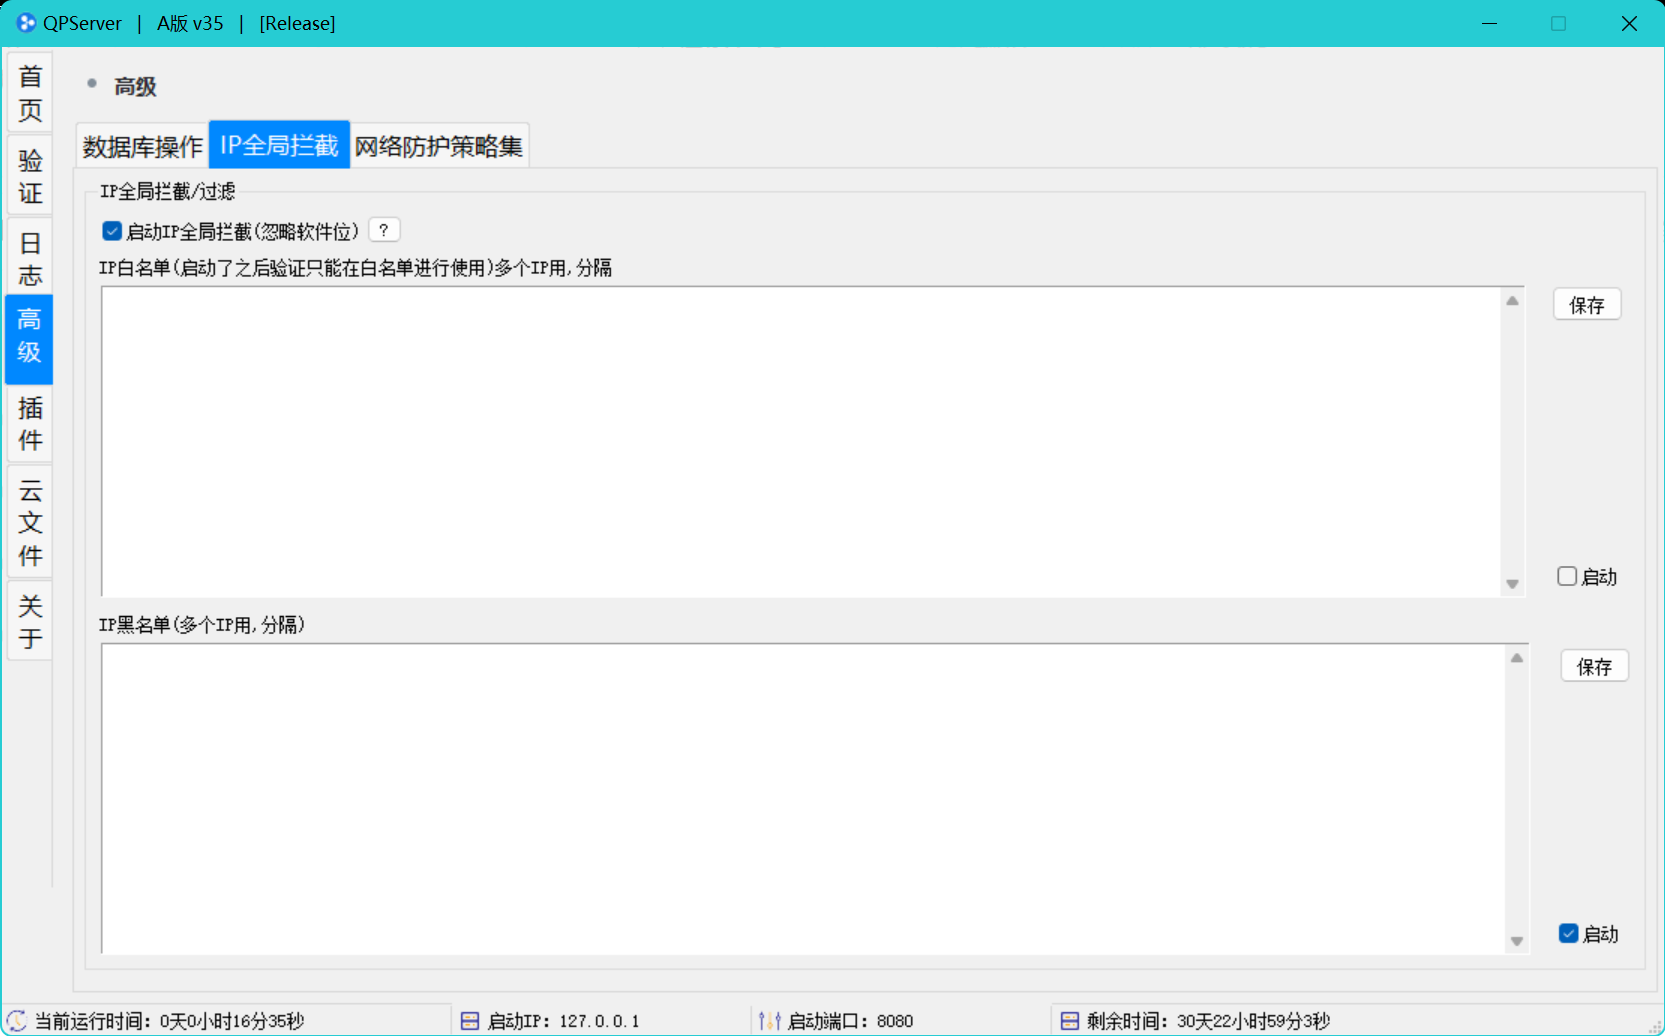 QPServer | A版 v35 | [Release]
首页
验证
日志
高级
插件
云文件
关于
高级
数据库操作 IP全局拦截 网络防护策略集
IP全局拦截/过滤
启动IP全局拦截(忽略软件位) ?
IP白名单(启动了之后验证只能在白名单进行使用)多个IP用,分隔
保存
启动
IP黑名单(多个IP用,分隔)
保存
启动
当前运行时间：0天0小时16分35秒 启动IP：127.0.0.1 启动端口：8080 剩余时间：30天22小时59分3秒